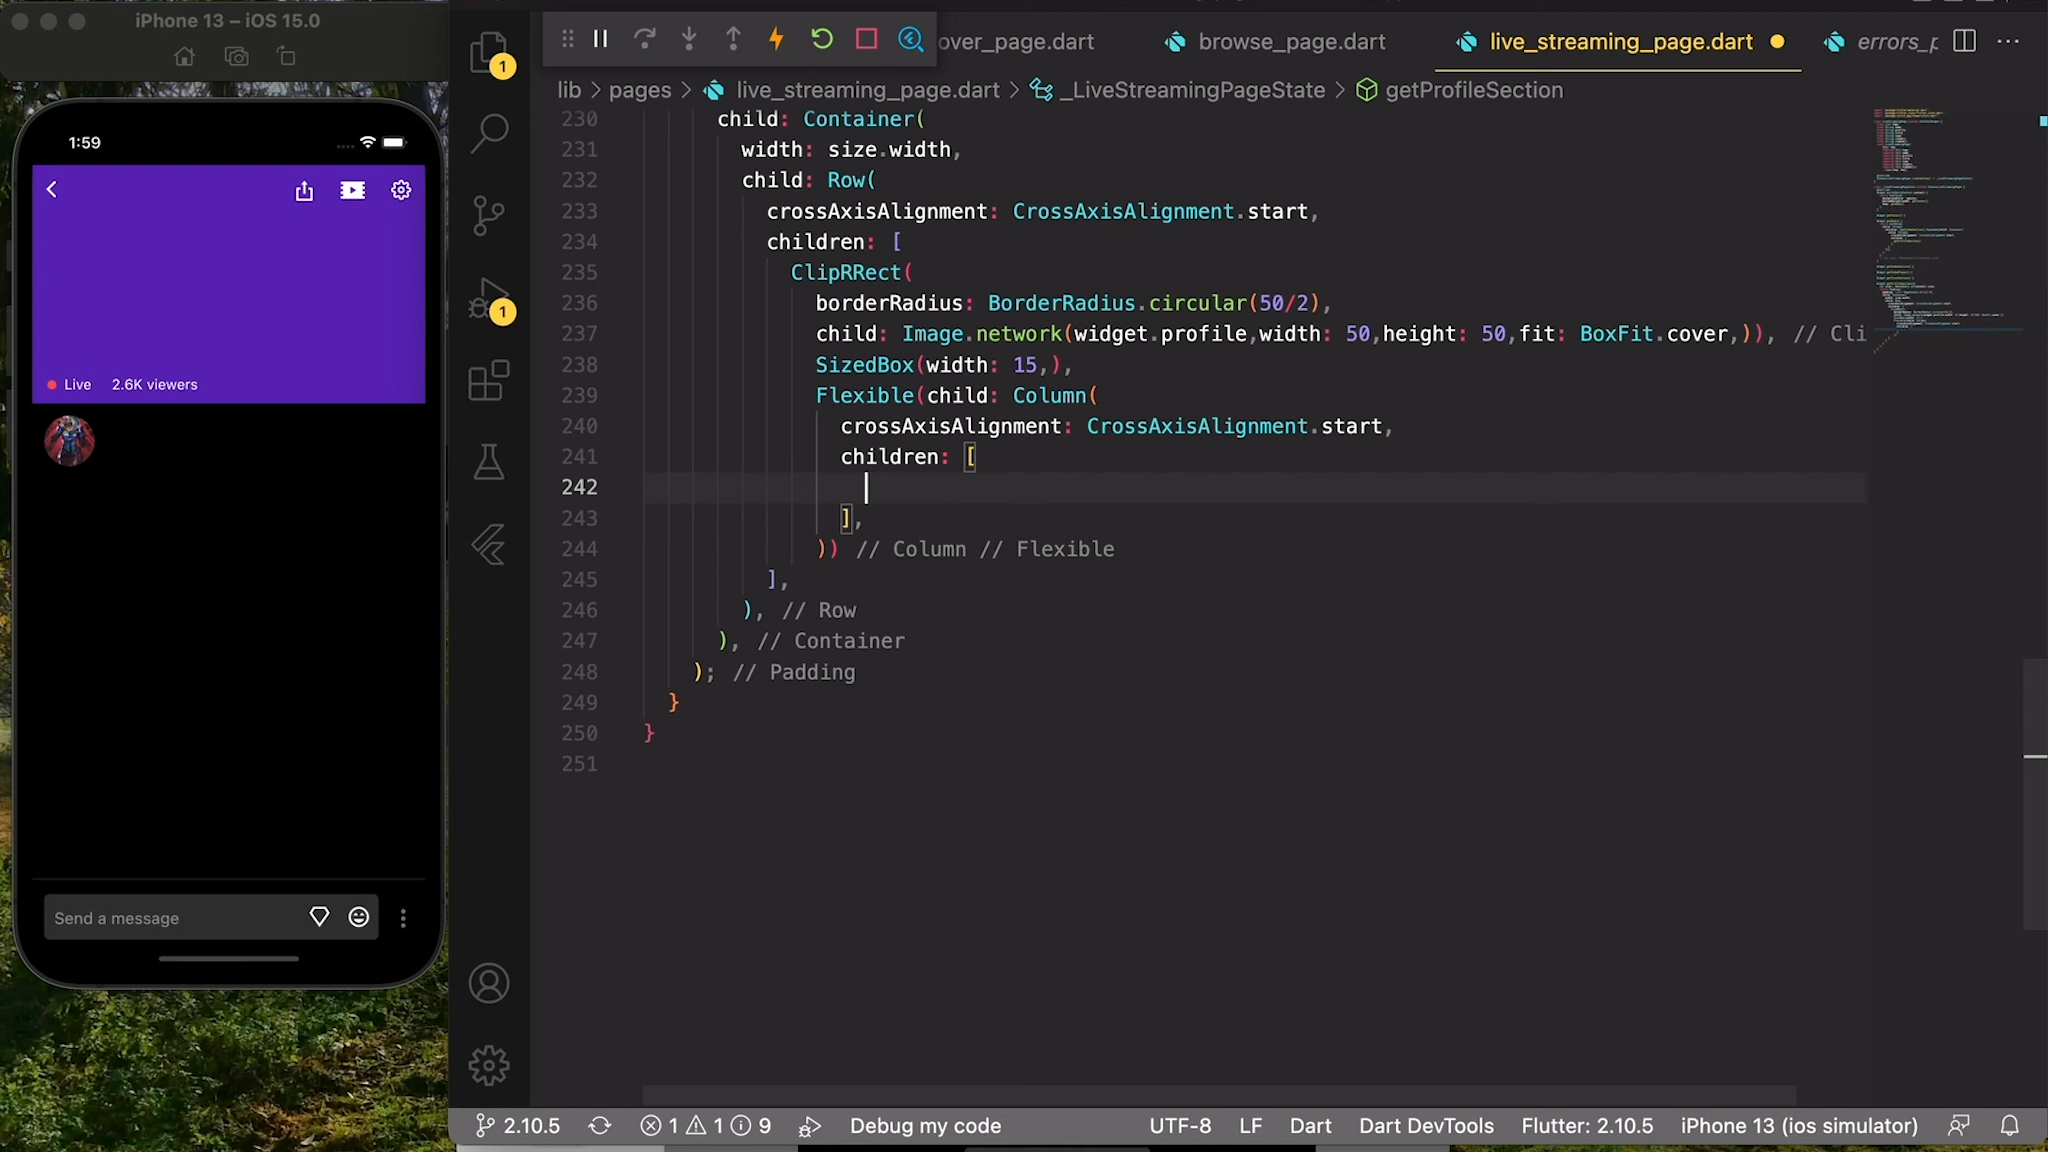 iPhone 13 – iOS 15.0
1:59
Live 2.6K viewers
Send a message
1
1
over_page.dart browse_page.dart live_streaming_page.dart errors_p
lib > pages > live_streaming_page.dart > _LiveStreamingPageState > getProfileSection
230 child: Container(
231 width: size.width,
232 child: Row(
233 crossAxisAlignment: CrossAxisAlignment.start,
234 children: [
235 ClipRRect(
236 borderRadius: BorderRadius.circular(50/2),
237 child: Image.network(widget.profile,width: 50,height: 50,fit: BoxFit.cover,)), // Cli
238 SizedBox(width: 15,),
239 Flexible(child: Column(
240 crossAxisAlignment: CrossAxisAlignment.start,
241 children: [
242
243 ],
244 )) // Column // Flexible
245 ],
246 ), // Row
247 ), // Container
248 ); // Padding
249 }
250 }
251
2.10.5 1 1 9 Debug my code UTF-8 LF Dart Dart DevTools Flutter: 2.10.5 iPhone 13 (ios simulator)